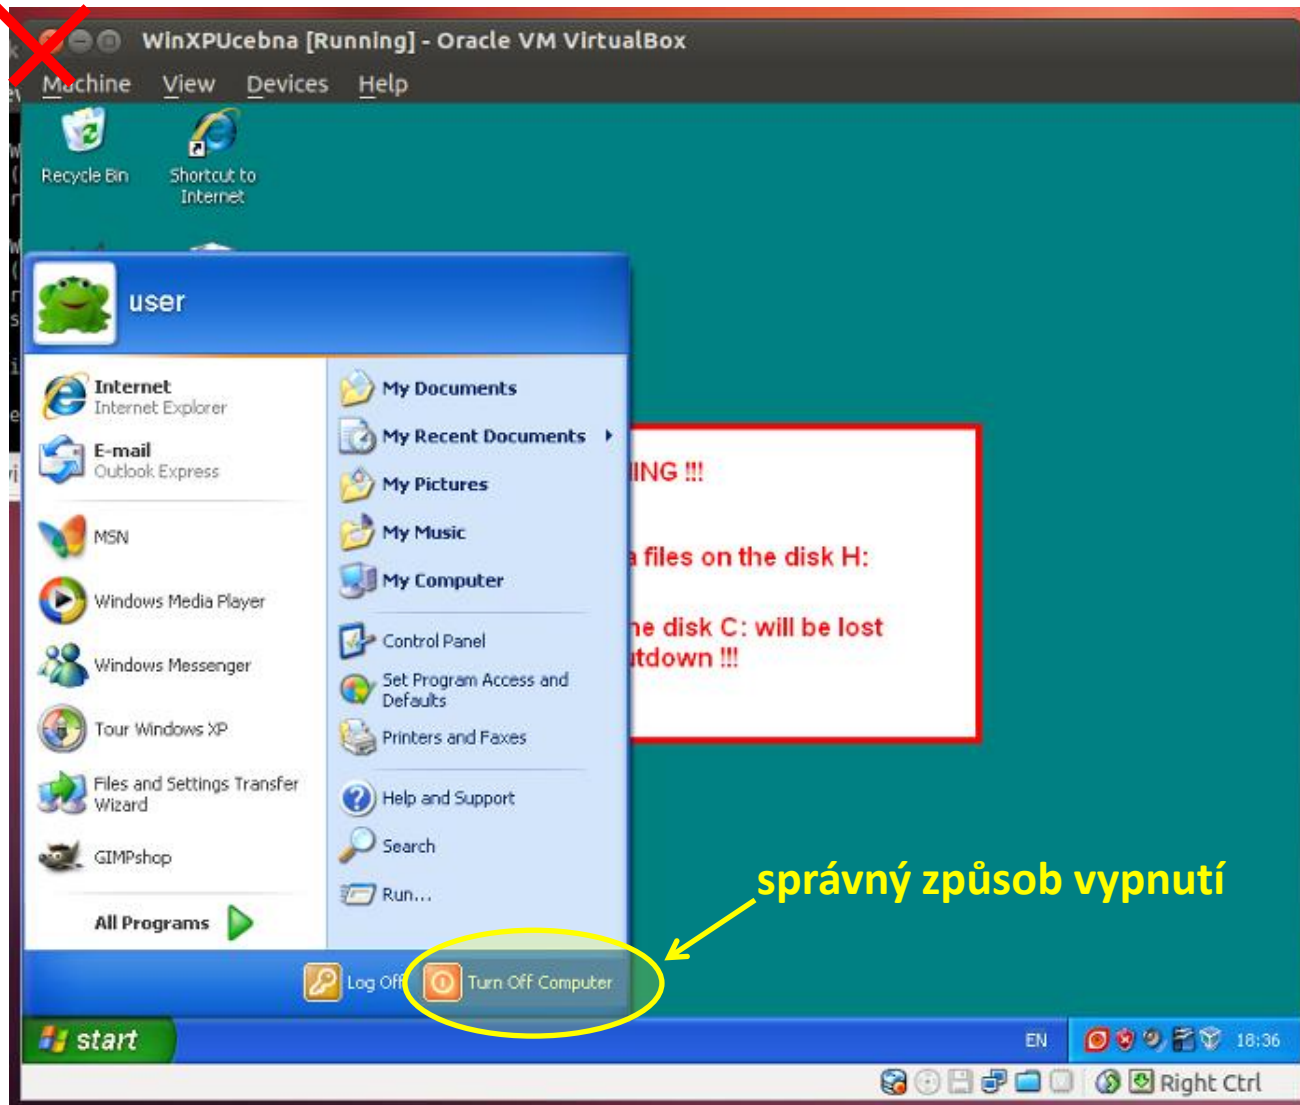 WinXPUcebna [Running] - Oracle VM VirtualBox
Machine View Devices Help
Recycle Bin
Shortcut to
Internet
user
Internet
Internet Explorer
E-mail
Outlook Express
MSN
Windows Media Player
Windows Messenger
Tour Windows XP
Files and Settings Transfer
Wizard
GIMPshop
All Programs
My Documents
My Recent Documents
My Pictures
My Music
My Computer
Control Panel
Set Program Access and
Defaults
Printers and Faxes
Help and Support
Search
Run...
ING !!!
files on the disk H:
he disk C: will be lost
tdown !!!
správný způsob vypnutí
Log Off
Turn Off Computer
start
EN
18:36
Right Ctrl